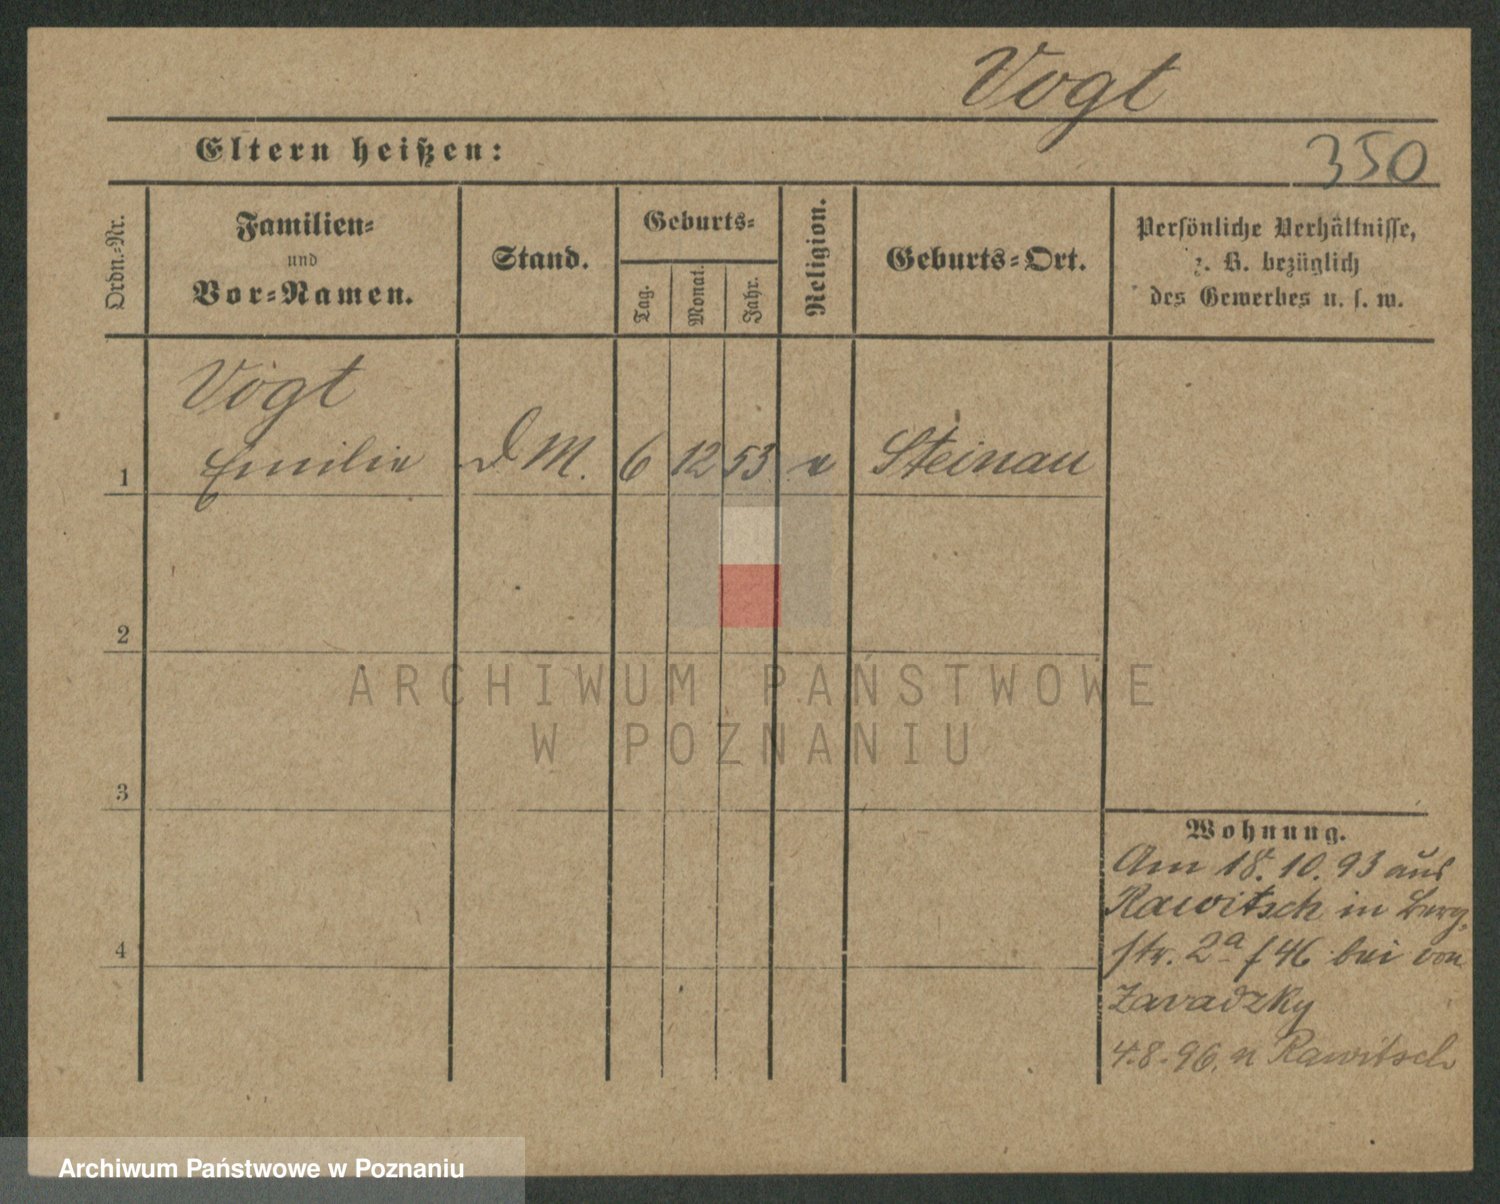 Vogt
Eltern heißen:
350
Ordn.-Nr.
Familien-
und
Vor-Namen.
Stand.
Geburts-
Tag.
Monat.
Jahr.
Religion.
Geburts-Ort.
Persönliche Verhältnisse,
z. B. bezüglich
des Gewerbes u. s. w.
Vogt
1 Emilie D. M. 6 12 53 e Steinau
2
ARCHIWUM PAŃSTWOWE
W POZNANIU
3
Wohnung.
Am 18. 10. 93 aus
Rawitsch in Berg,
4
str. 2a f 46 bei von
Zavadzky
4.8.96. n Rawitsch
Archiwum Państwowe w Poznaniu